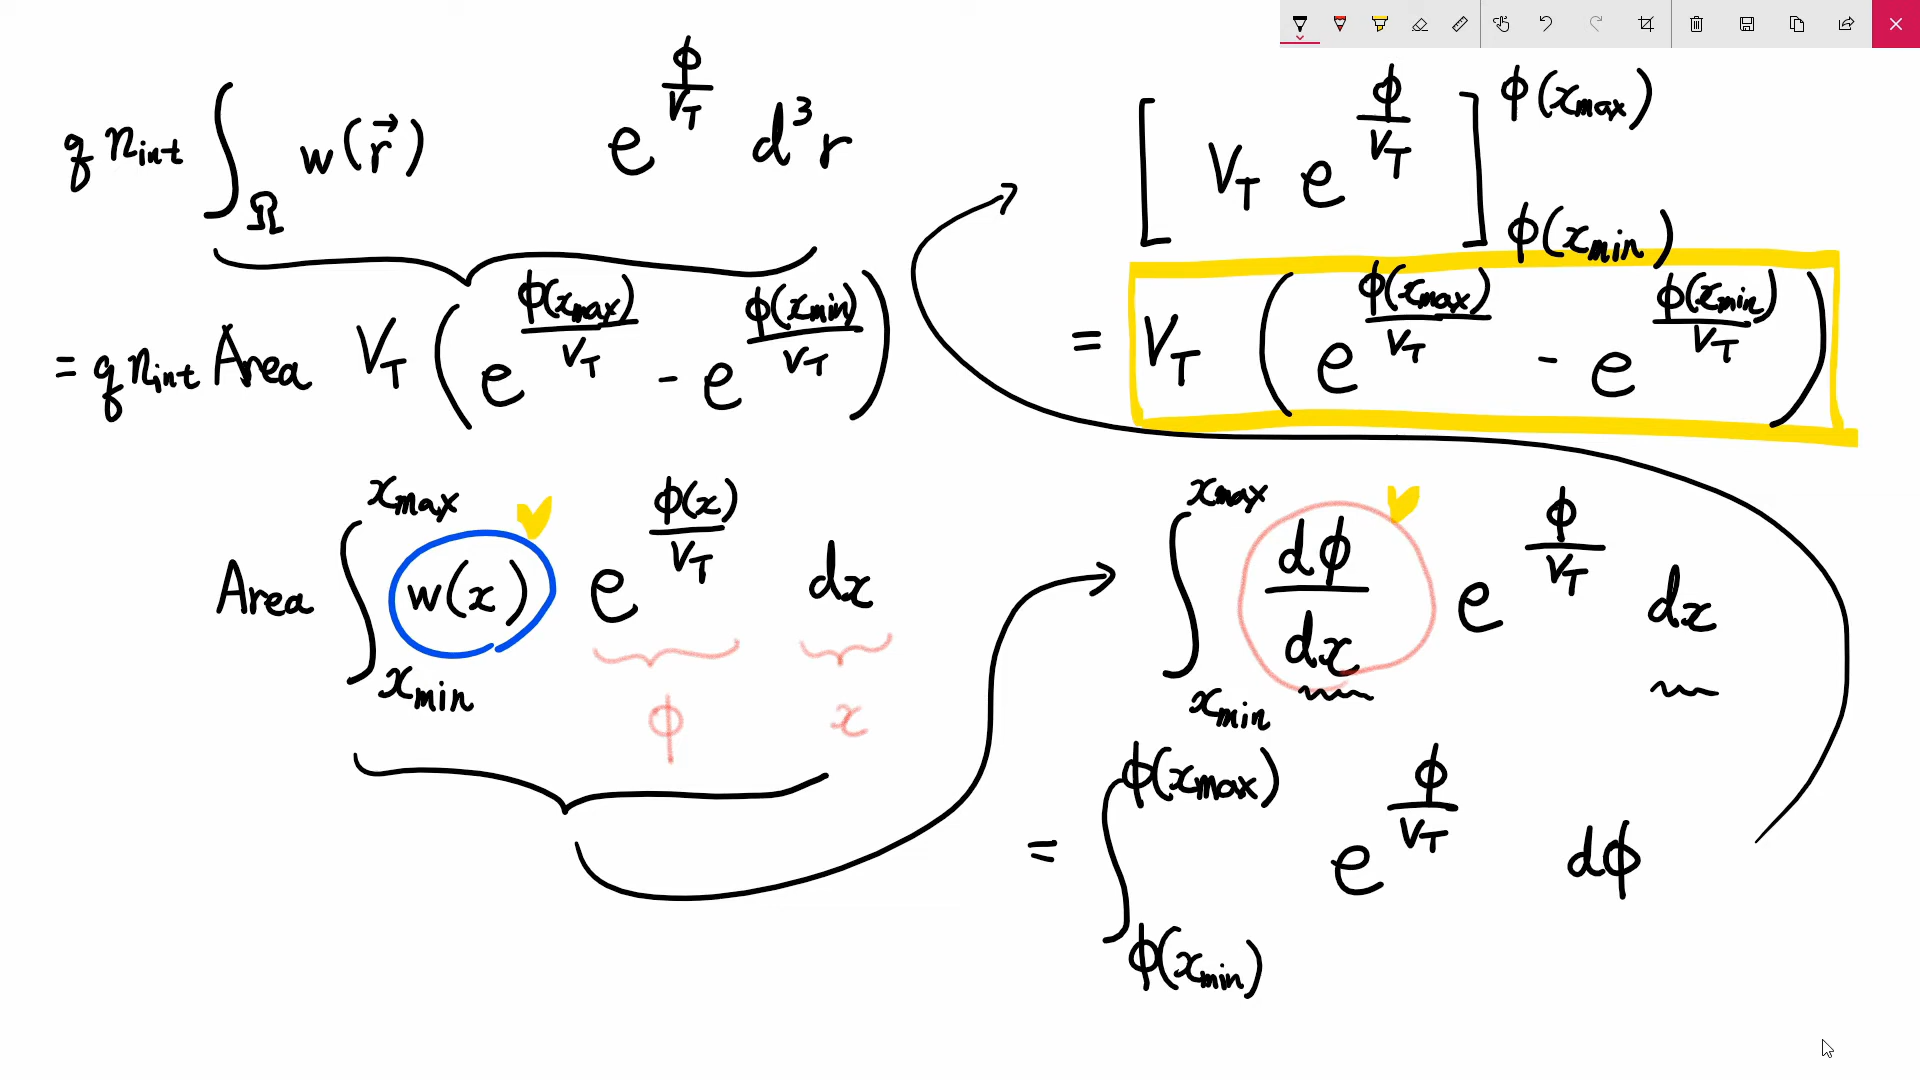 q n_int ∫_Ω w(r⃗) e^(ϕ/V_T) d³r
= q n_int Area V_T ( e^(ϕ(x_max)/V_T) - e^(ϕ(x_min)/V_T) )
Area ∫_(x_min)^(x_max) w(x) e^(ϕ(x)/V_T) dx
ϕ x
[ V_T e^(ϕ/V_T) ]_(ϕ(x_min))^(ϕ(x_max))
= V_T ( e^(ϕ(x_max)/V_T) - e^(ϕ(x_min)/V_T) )
∫_(x_min)^(x_max) dϕ/dx e^(ϕ/V_T) dx
= ∫_(ϕ(x_min))^(ϕ(x_max)) e^(ϕ/V_T) dϕ